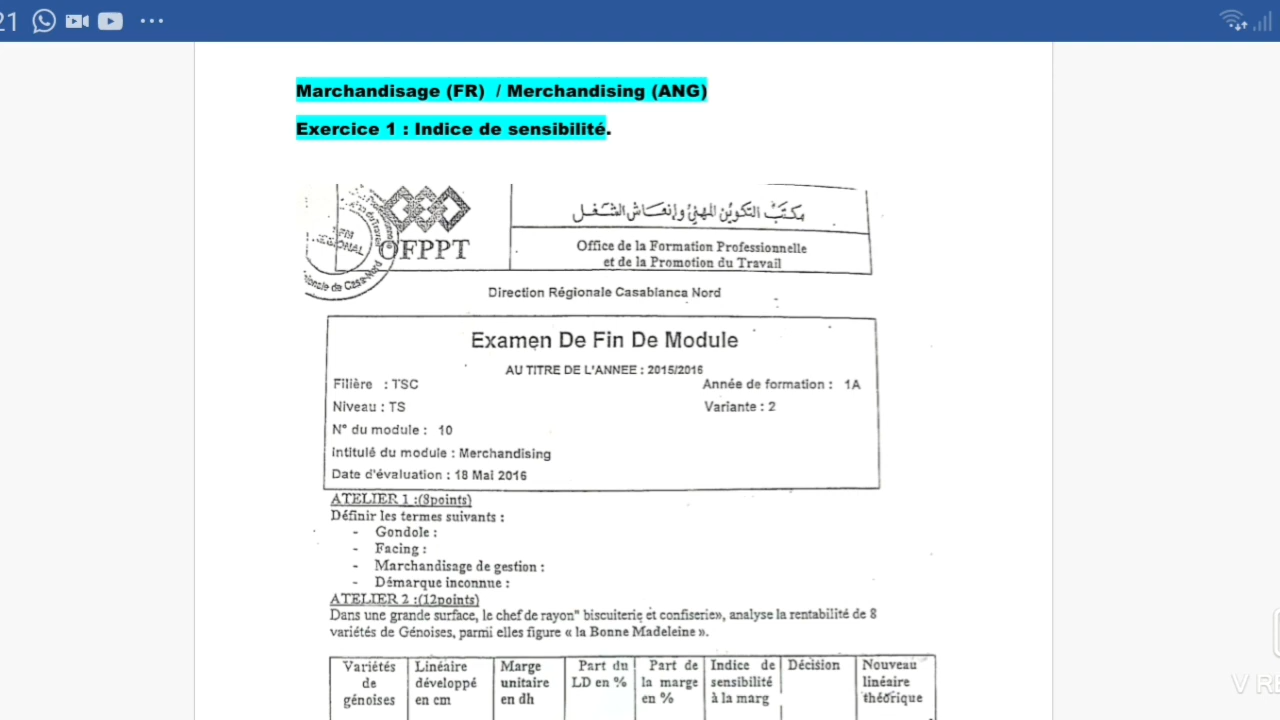 21
Marchandisage (FR) / Merchandising (ANG)
Exercice 1 : Indice de sensibilité.
OFPPT
مكتب التكوين المهني وإنعاش الشغل
Office de la Formation Professionnelle
et de la Promotion du Travail
Direction Régionale Casablanca Nord
Examen De Fin De Module
AU TITRE DE L'ANNEE : 2015/2016
Filière : TSC Année de formation : 1A
Niveau : TS Variante : 2
N° du module : 10
Intitulé du module : Merchandising
Date d'évaluation : 18 Mai 2016
ATELIER 1 :(8points)
Définir les termes suivants :
- Gondole :
- Facing :
- Marchandisage de gestion :
- Démarque inconnue :
ATELIER 2 :(12points)
Dans une grande surface, le chef de rayon" biscuiterie et confiserie», analyse la rentabilité de 8
variétés de Génoises, parmi elles figure « la Bonne Madeleine ».
Variétés Linéaire Marge Part du Part de Indice de Décision Nouveau
de développé unitaire LD en % la marge sensibilité linéaire
génoises en cm en dh en % à la marg théorique
V RE